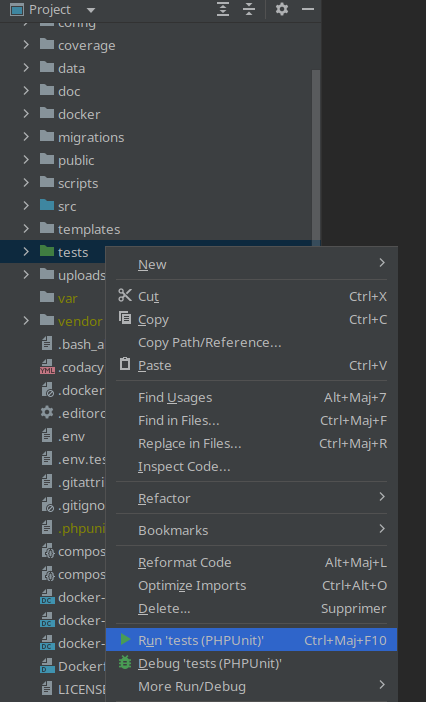 Project
config
coverage
data
doc
docker
migrations
public
scripts
src
templates
tests
uploads
var
vendor
.bash_a
.codacy
.docker
.editorc
.env
.env.tes
.gitattri
.gitigno
.phpuni
compos
compos
docker-
docker-
docker-
Dockerf
LICENSE
New
Cut Ctrl+X
Copy Ctrl+C
Copy Path/Reference...
Paste Ctrl+V
Find Usages Alt+Maj+7
Find in Files... Ctrl+Maj+F
Replace in Files... Ctrl+Maj+R
Inspect Code...
Refactor
Bookmarks
Reformat Code Alt+Maj+L
Optimize Imports Ctrl+Alt+O
Delete... Supprimer
Run 'tests (PHPUnit)' Ctrl+Maj+F10
Debug 'tests (PHPUnit)'
More Run/Debug
YML
DC
DC
DC
D